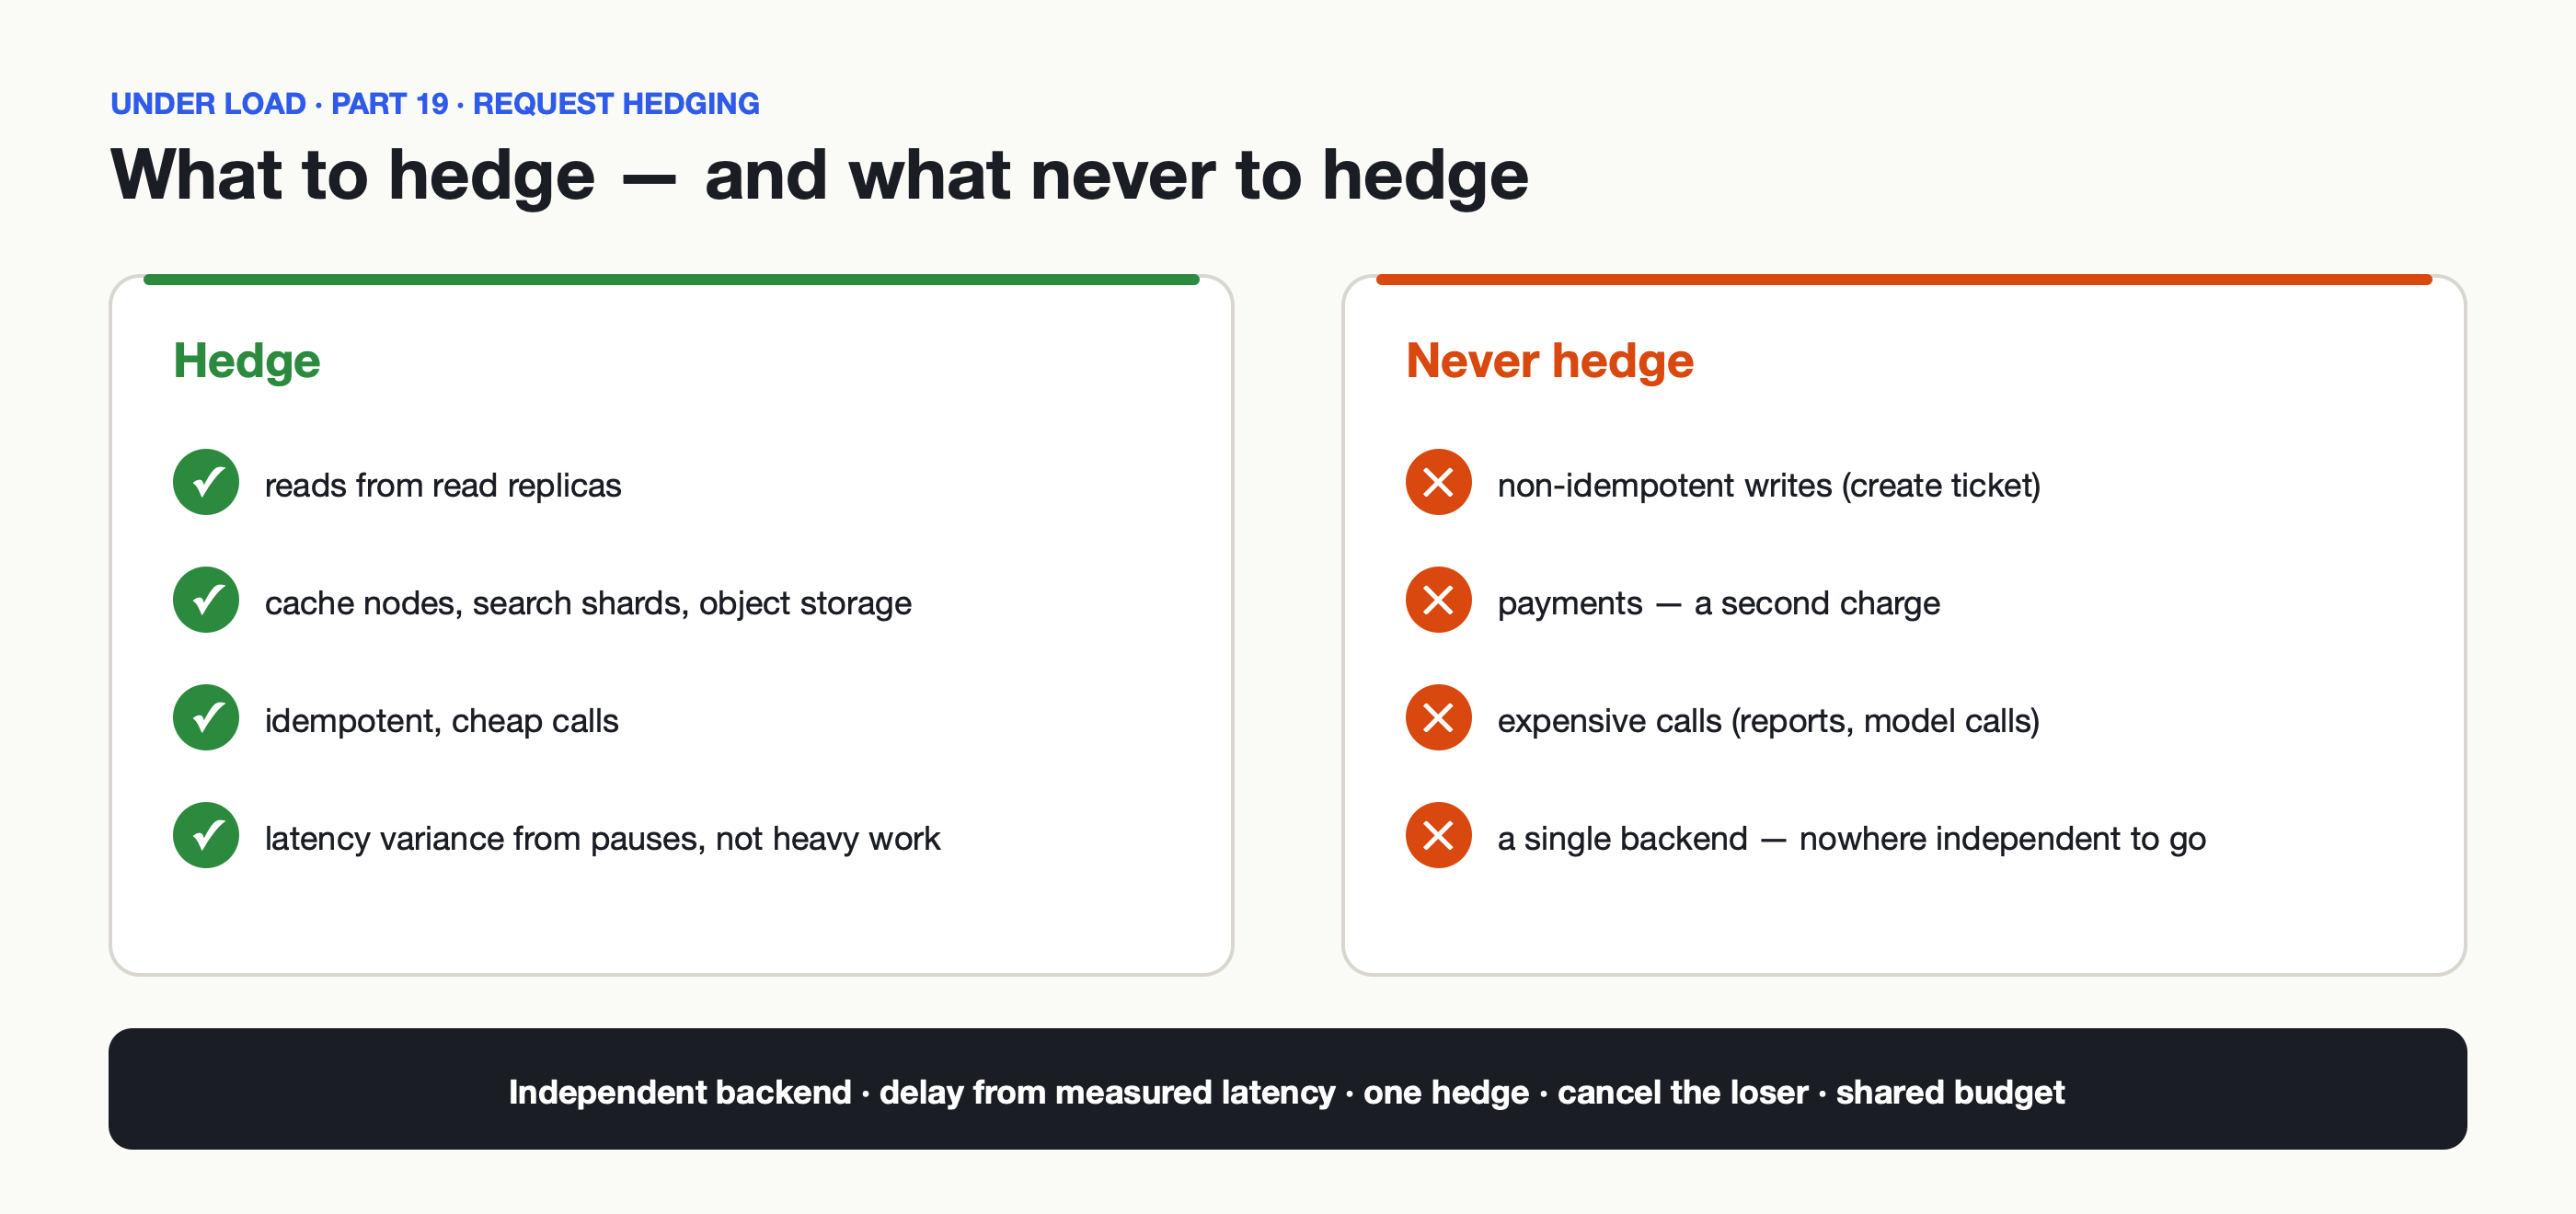 UNDER LOAD · PART 19 · REQUEST HEDGING
What to hedge — and what never to hedge
Hedge
reads from read replicas
cache nodes, search shards, object storage
idempotent, cheap calls
latency variance from pauses, not heavy work
Never hedge
non-idempotent writes (create ticket)
payments — a second charge
expensive calls (reports, model calls)
a single backend — nowhere independent to go
Independent backend · delay from measured latency · one hedge · cancel the loser · shared budget